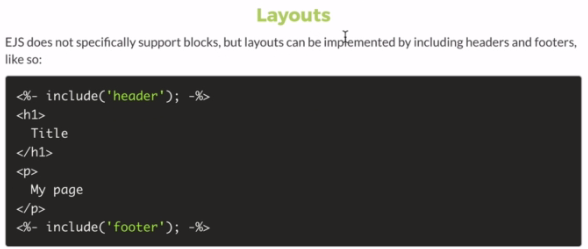 Layouts
EJS does not specifically support blocks, but layouts can be implemented by including headers and footers,
like so:
<%- include('header'); -%>
<h1>
  Title
</h1>
<p>
  My page
</p>
<%- include('footer'); -%>